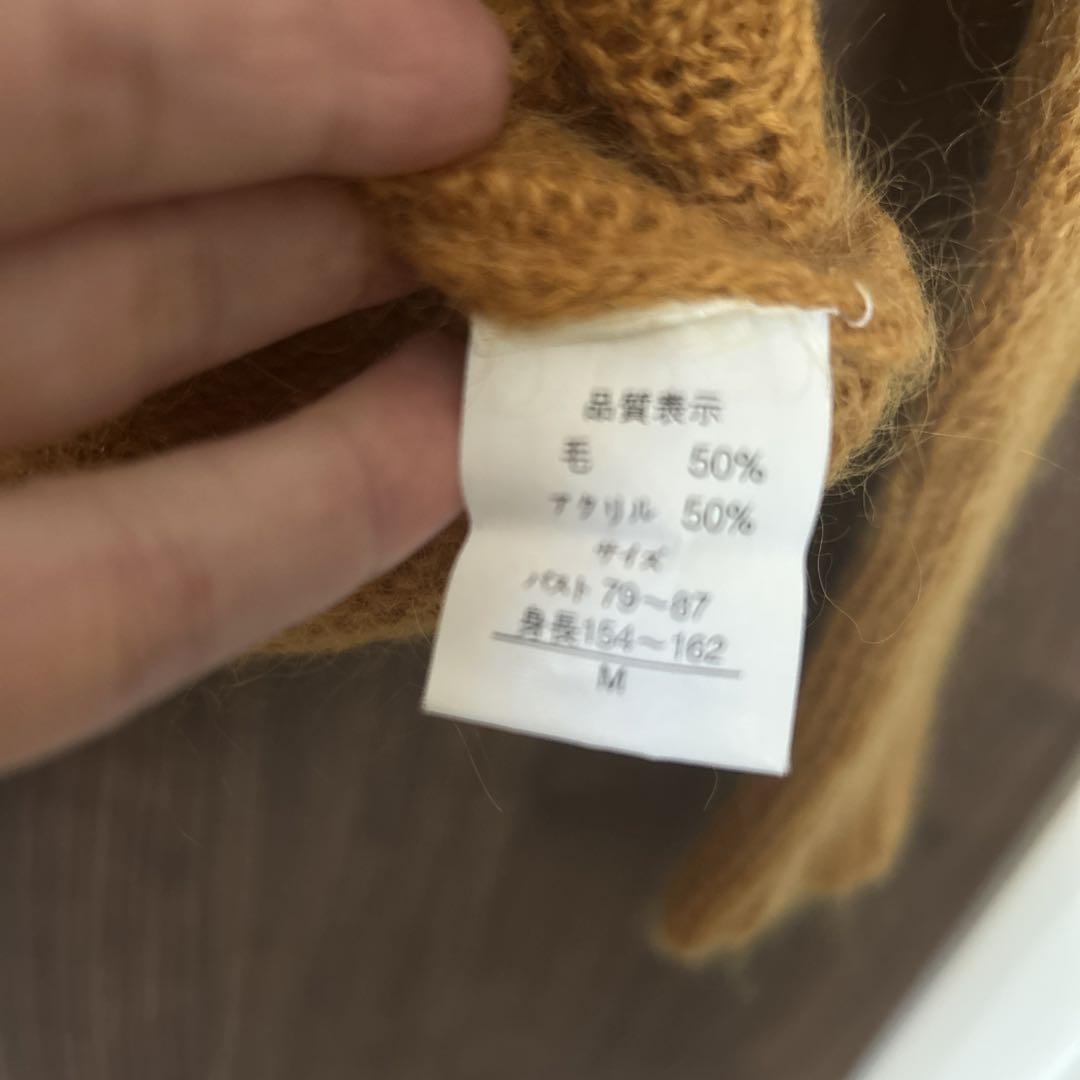 品質表示
毛 50%
アクリル 50%
サイズ
バスト 79〜87
身長154〜162
M